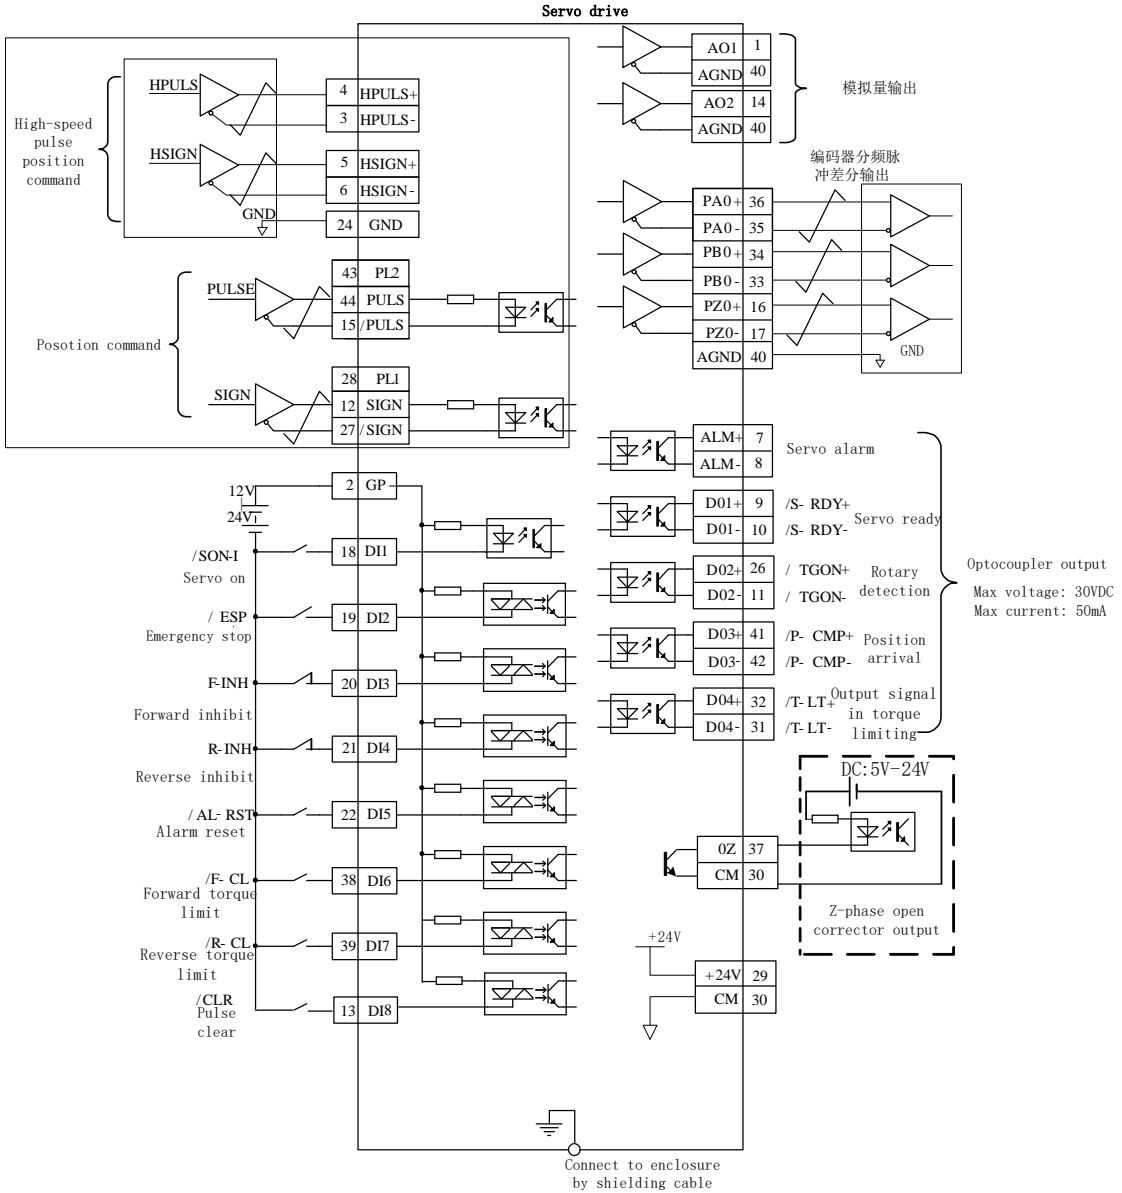 Servo drive
High-speed
pulse
position
command
HPULS
4 HPULS+
3 HPULS-
HSIGN
5 HSIGN+
6 HSIGN-
GND
24 GND
Posotion command
43 PL2
PULSE
44 PULS
15 /PULS
28 PL1
SIGN
12 SIGN
27 /SIGN
12V
24V
2 GP
/SON-I
Servo on
18 DI1
/ ESP
Emergency stop
19 DI2
F-INH
Forward inhibit
20 DI3
R-INH
Reverse inhibit
21 DI4
/AL-RST
Alarm reset
22 DI5
/F-CL
Forward torque
limit
38 DI6
/R-CL
Reverse torque
limit
39 DI7
/CLR
Pulse
clear
13 DI8
AO1 1
AGND 40
AO2 14
AGND 40
模拟量输出
编码器分频脉
冲差分输出
PA0+ 36
PA0- 35
PB0+ 34
PB0- 33
PZ0+ 16
PZ0- 17
AGND 40
GND
ALM+ 7
ALM- 8
Servo alarm
D01+ 9 /S-RDY+
D01- 10 /S-RDY-
Servo ready
D02+ 26 / TGON+
D02- 11 / TGON-
Rotary
detection
D03+ 41 /P-CMP+
D03- 42 /P-CMP-
Position
arrival
D04+ 32 /T-LT+
D04- 31 /T-LT-
Output signal
in torque
limiting
Optocoupler output
Max voltage: 30VDC
Max current: 50mA
DC:5V-24V
0Z 37
CM 30
Z-phase open
corrector output
+24V
+24V 29
CM 30
Connect to enclosure
by shielding cable